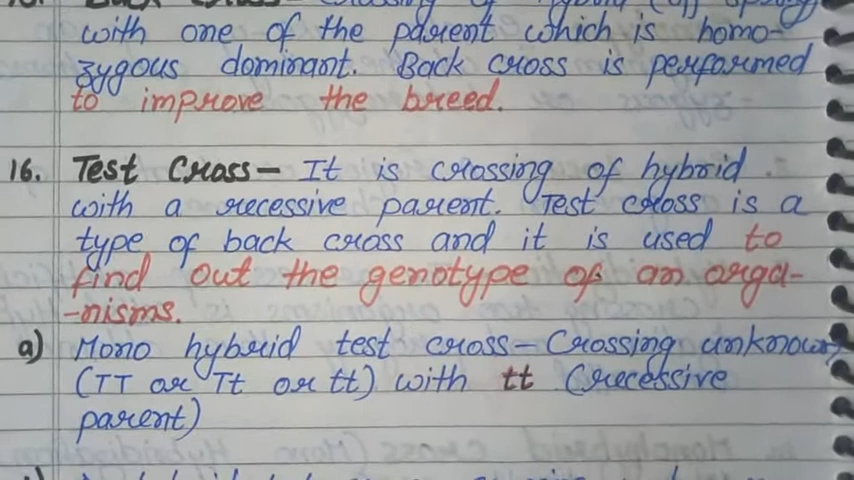 with one of the parent which is homo-
zygous dominant. Back cross is performed
to improve the breed.
16. Test Cross- It is crossing of hybrid
with a recessive parent. Test cross is a
type of back cross and it is used to
find out the genotype of an orga-
-nisms.
a) Mono hybrid test cross- Crossing unknown
(TT or Tt or tt) with tt (recessive
parent)